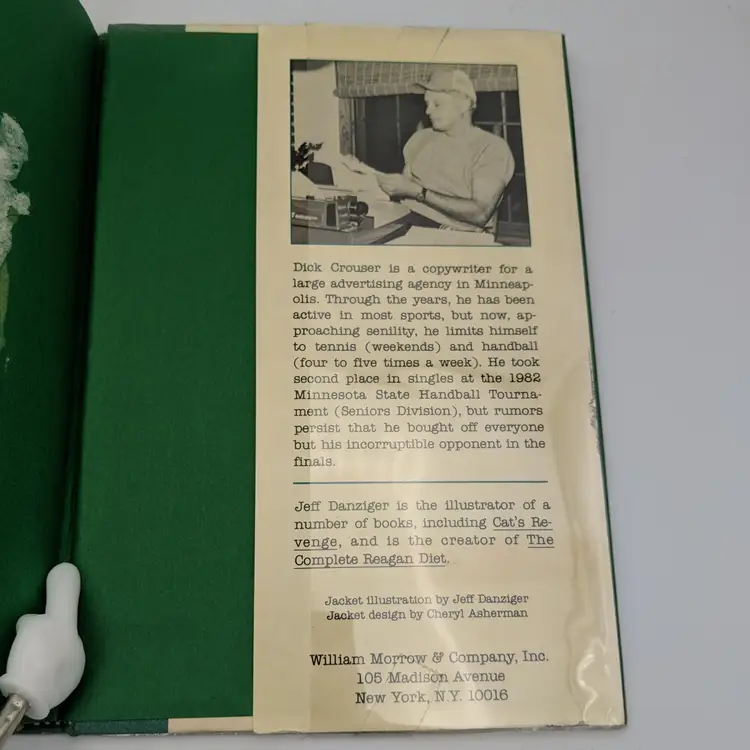 Dick Crouser is a copywriter for a
large advertising agency in Minneap-
olis. Through the years, he has been
active in most sports, but now, ap-
proaching senility, he limits himself
to tennis (weekends) and handball
(four to five times a week). He took
second place in singles at the 1982
Minnesota State Handball Tourna-
ment (Seniors Division), but rumors
persist that he bought off everyone
but his incorruptible opponent in the
finals.
Jeff Danziger is the illustrator of a
number of books, including Cat's Re-
venge, and is the creator of The
Complete Reagan Diet.
Jacket illustration by Jeff Danziger
Jacket design by Cheryl Asherman
William Morrow & Company, Inc.
105 Madison Avenue
New York, N.Y. 10016